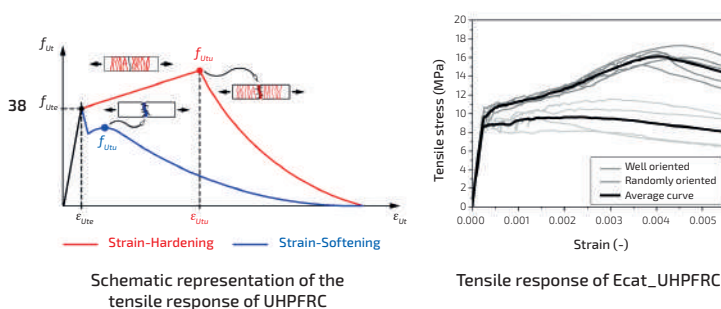 38
f_Ut
f_Utu
f_Ute
f_Utu
ε_Ute
ε_Utu
ε_Ut
Strain-Hardening
Strain-Softening
Schematic representation of the
tensile response of UHPFRC
Tensile stress (MPa)
20
18
16
14
12
10
8
6
4
2
0
0.000 0.001 0.002 0.003 0.004 0.005
Strain (-)
Well oriented
Randomly oriented
Average curve
Tensile response of Ecat_UHPFRC